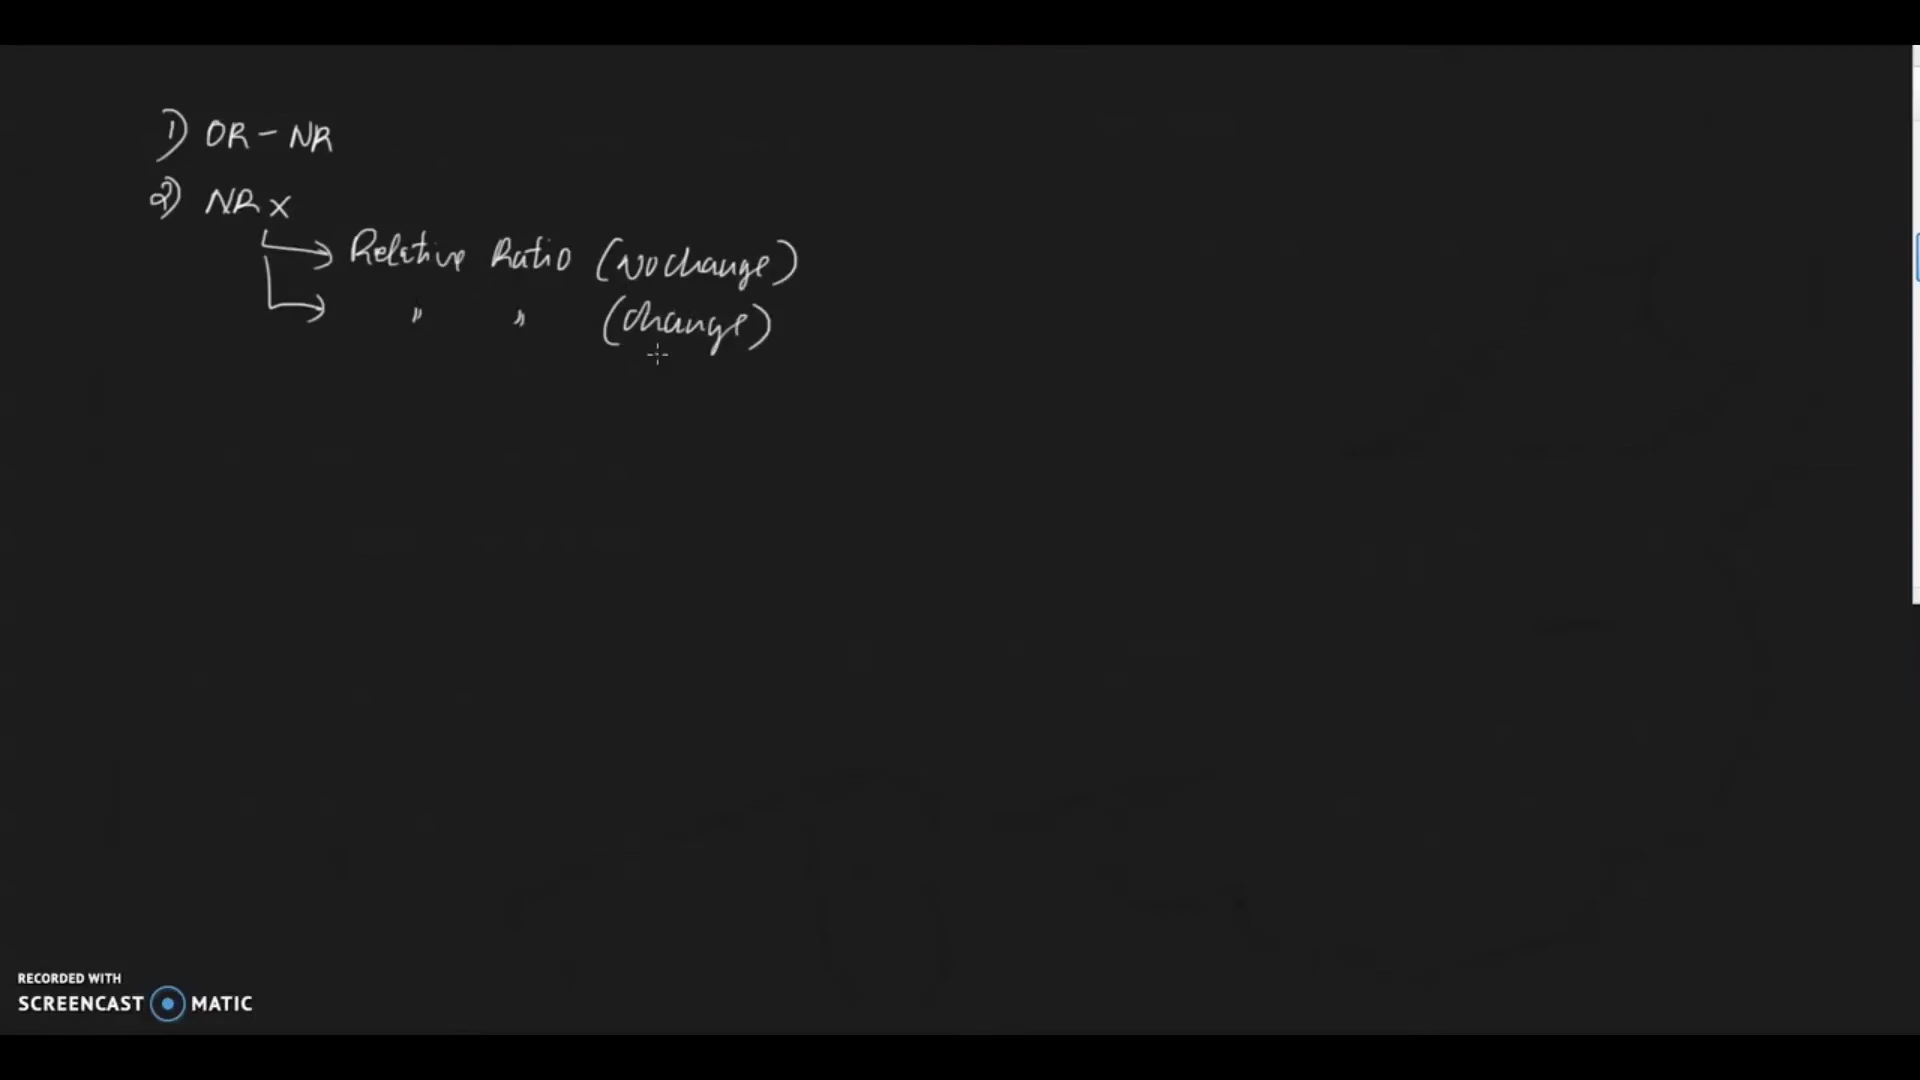 1) OR - NR
2) NR x
Relative Ratio (No change)
" " (change)
RECORDED WITH
SCREENCAST MATIC